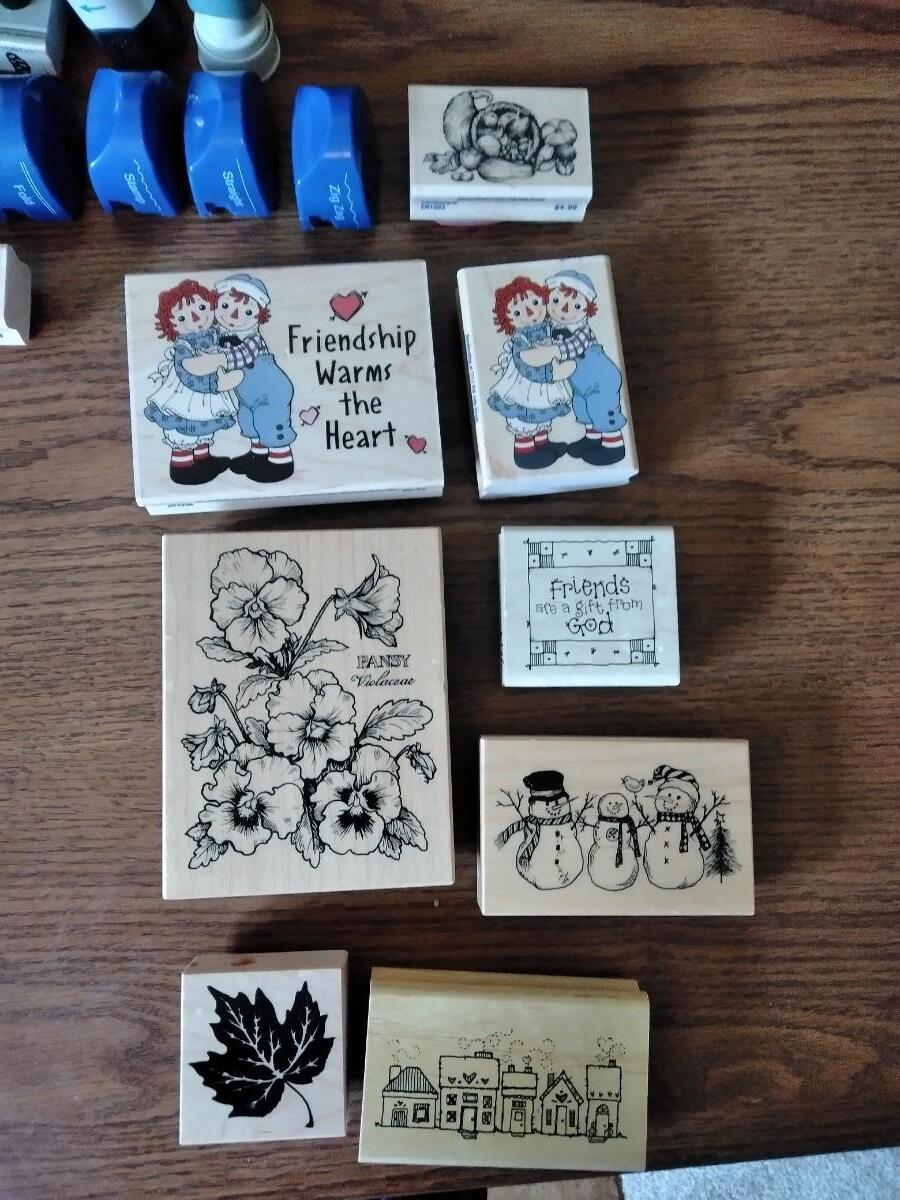 Fold
Stamp
Straight
Zig Zag
$4.99
Friendship
Warms
the
Heart
Friends
are a gift from
God
PANSY
Violaceae